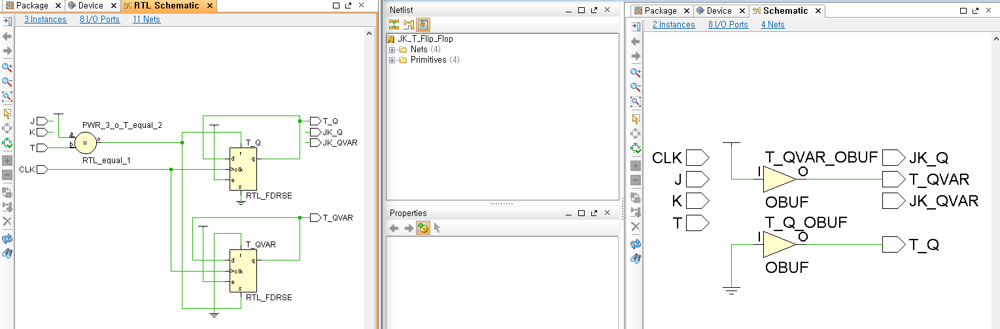 Package Device RTL Schematic
3 Instances 8 I/O Ports 11 Nets
J
K
T
CLK
PWR_3_o_T_equal_2
a
b
=
o
RTL_equal_1
T_Q
r
d
q
>clk
e
s
RTL_FDRSE
T_Q
JK_Q
JK_QVAR
T_QVAR
r
d
q
>clk
e
s
RTL_FDRSE
T_QVAR
Netlist
N JK_T_Flip_Flop
Nets (4)
Primitives (4)
Properties
Package Device Schematic
2 Instances 8 I/O Ports 4 Nets
CLK
J
K
T
T_QVAR_OBUF
I
O
OBUF
T_Q_OBUF
I
O
OBUF
JK_Q
T_QVAR
JK_QVAR
T_Q